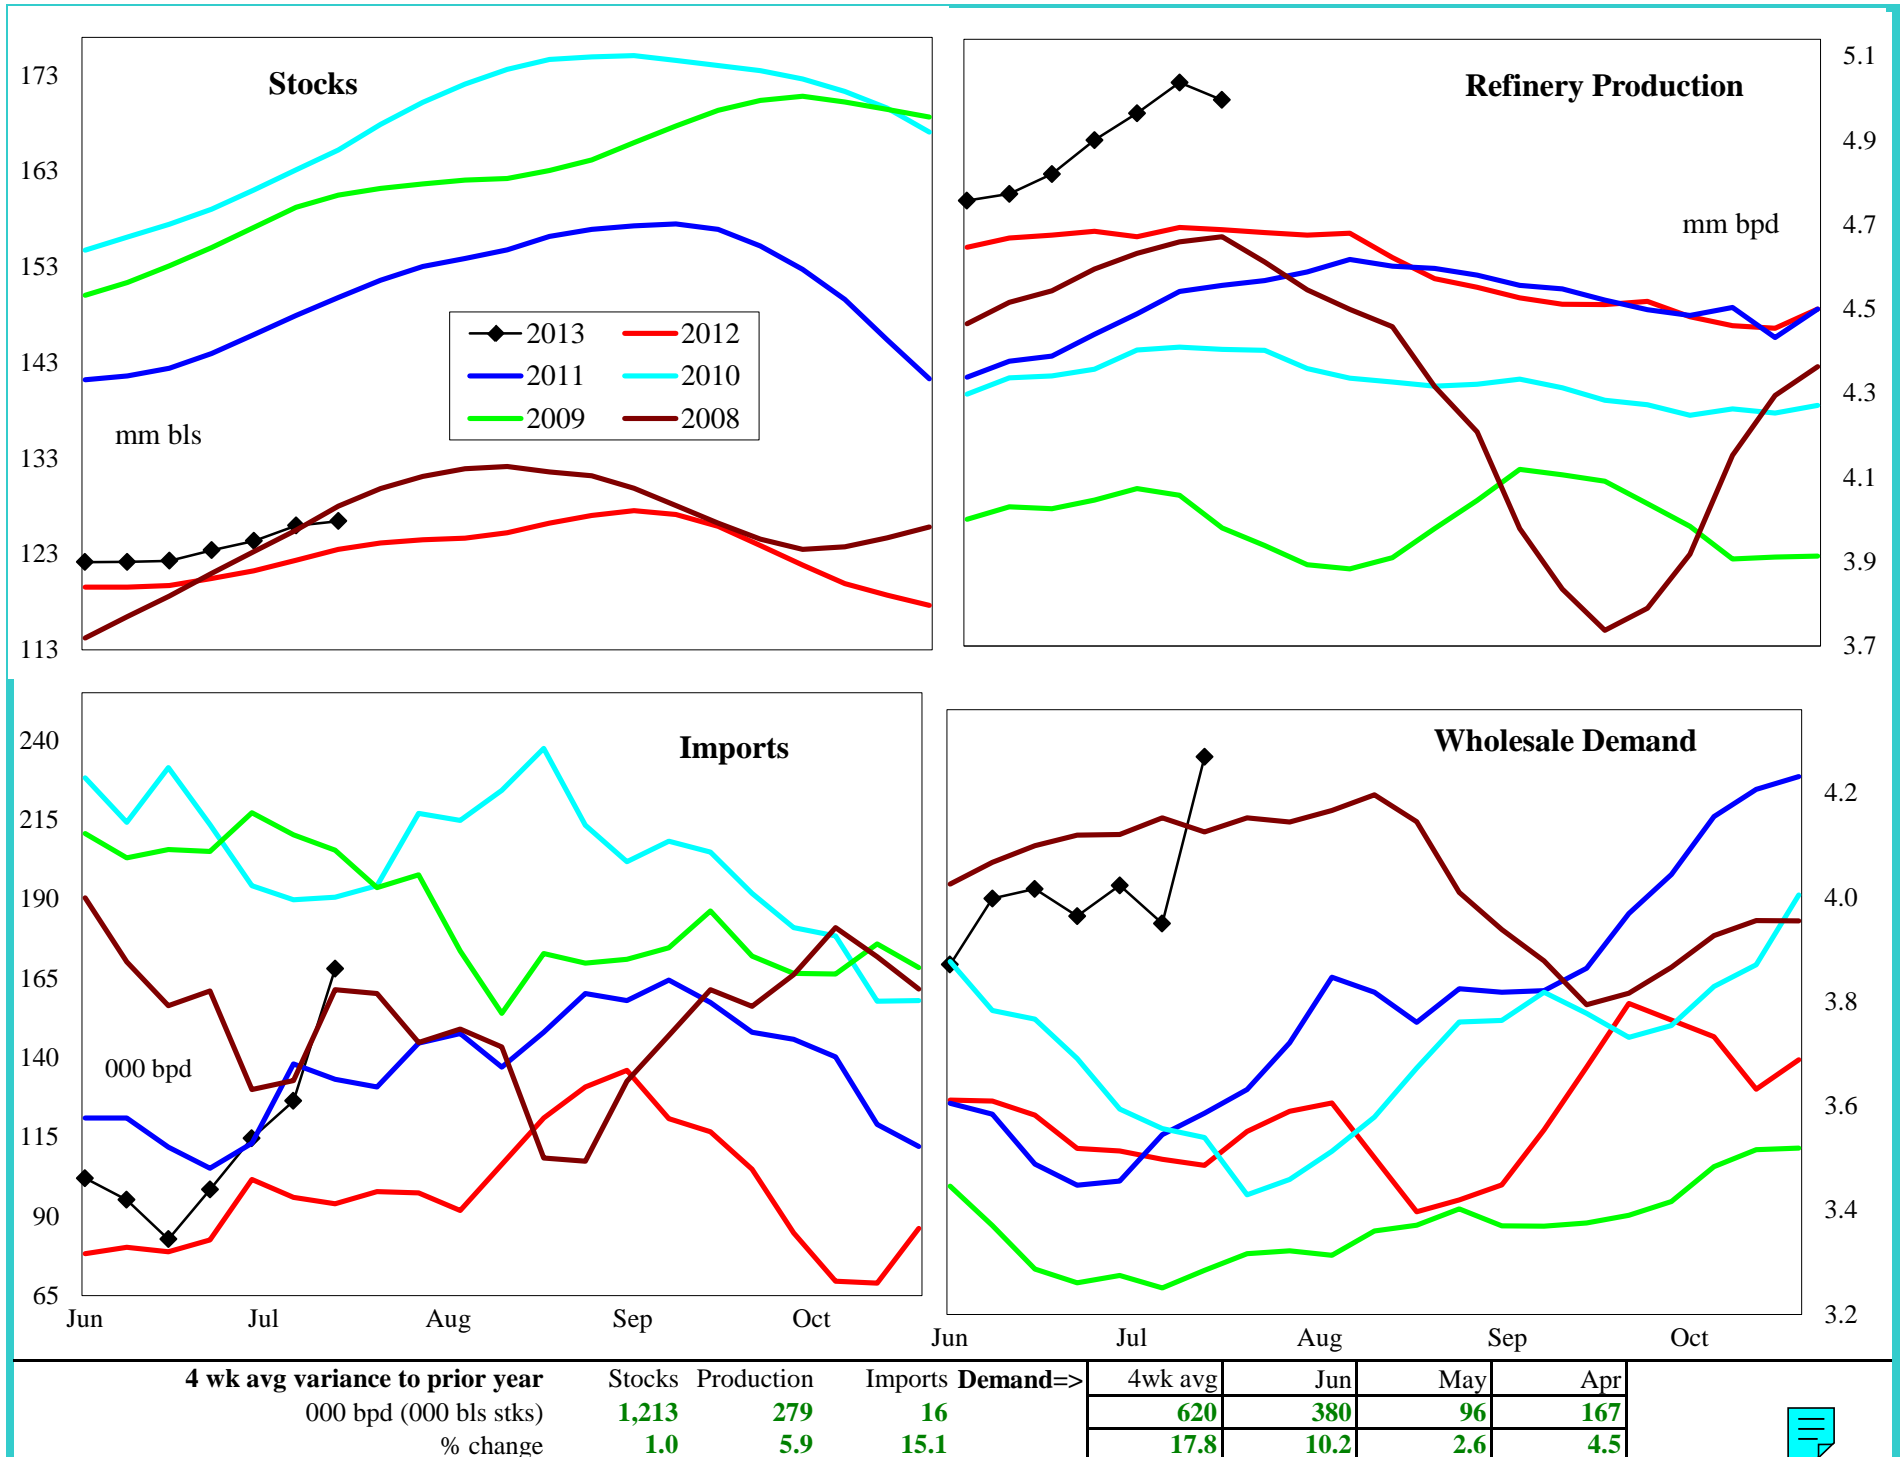 Stocks
173
163
153
143
133
123
113
mm bls
2013 2012
2011 2010
2009 2008
Refinery Production
mm bpd
5.1
4.9
4.7
4.5
4.3
4.1
3.9
3.7
Imports
240
215
190
165
140
115
90
65
000 bpd
Jun Jul Aug Sep Oct
Wholesale Demand
4.2
4.0
3.8
3.6
3.4
3.2
Jun Jul Aug Sep Oct
4 wk avg variance to prior year Stocks Production Imports Demand=> 4wk avg Jun May Apr
000 bpd (000 bls stks) 1,213 279 16 620 380 96 167
% change 1.0 5.9 15.1 17.8 10.2 2.6 4.5